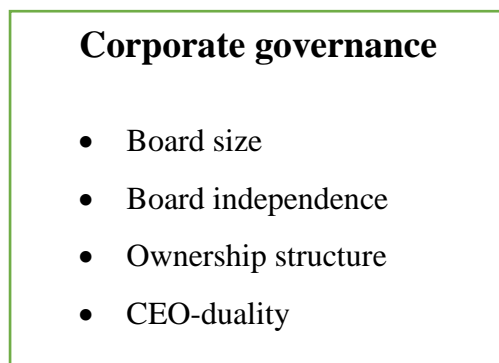 Corporate governance
• Board size
• Board independence
• Ownership structure
• CEO-duality